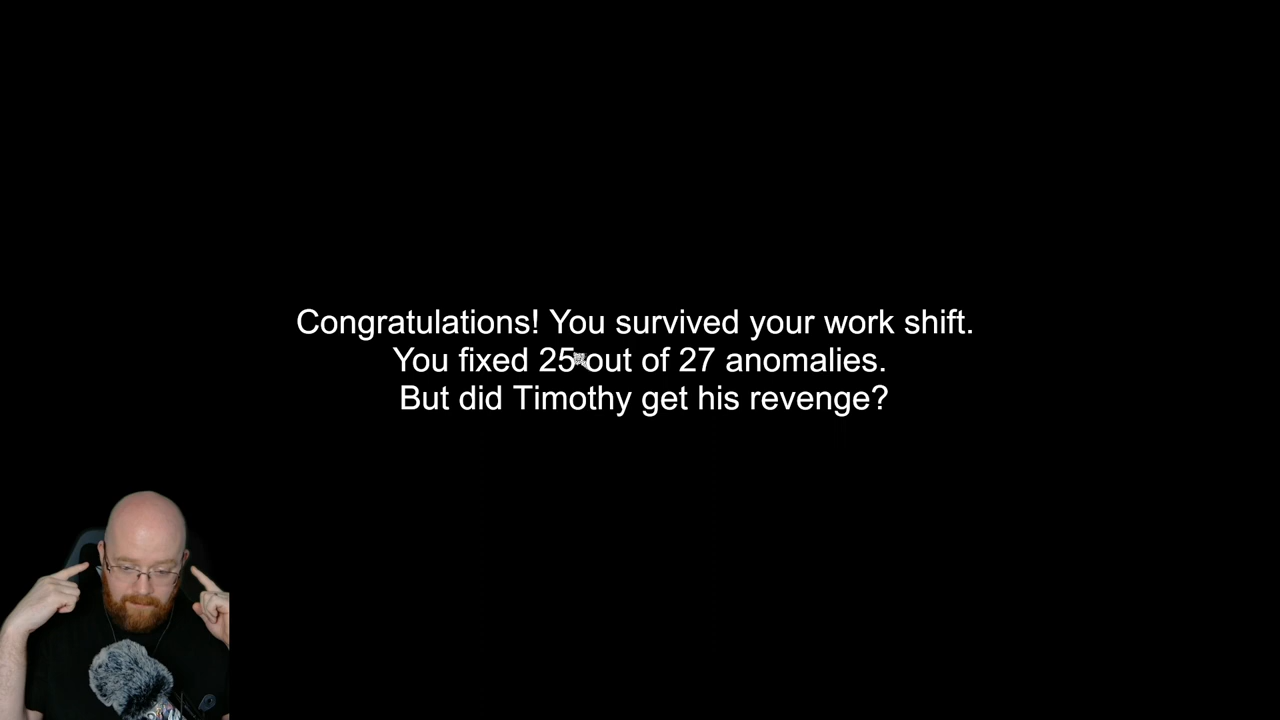 Congratulations! You survived your work shift.
You fixed 25 out of 27 anomalies.
But did Timothy get his revenge?